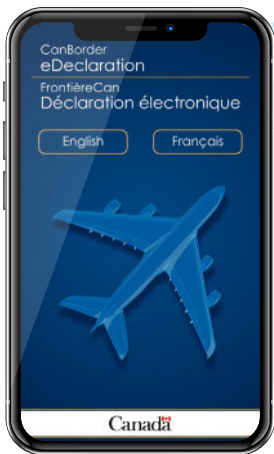 CanBorder
eDeclaration
FrontièreCan
Déclaration électronique
English
Français
Canada